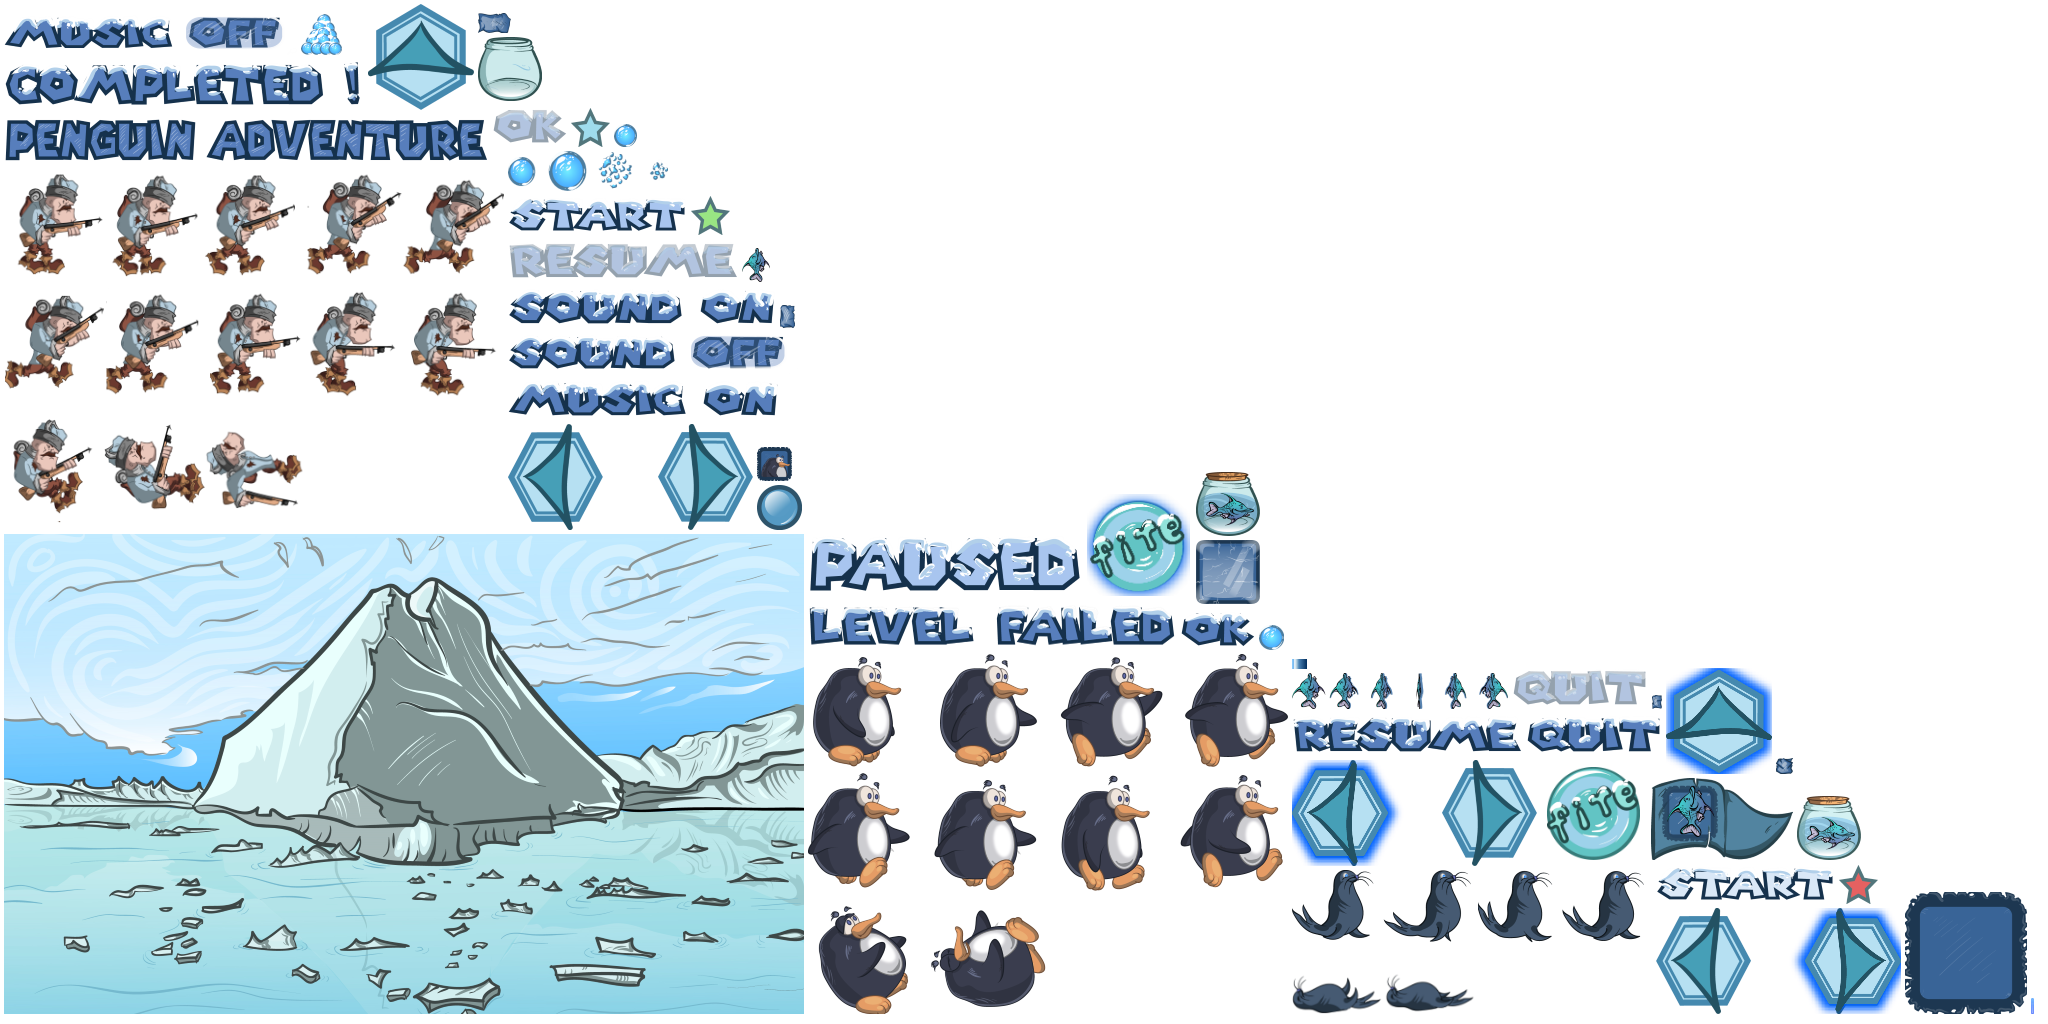 MUSIC OFF
COMPLETED !
PENGUIN ADVENTURE
OK
START
RESUME
SOUND ON
SOUND OFF
MUSIC ON
PAUSED
fire
LEVEL FAILED
OK
QUIT
RESUME
QUIT
fire
START